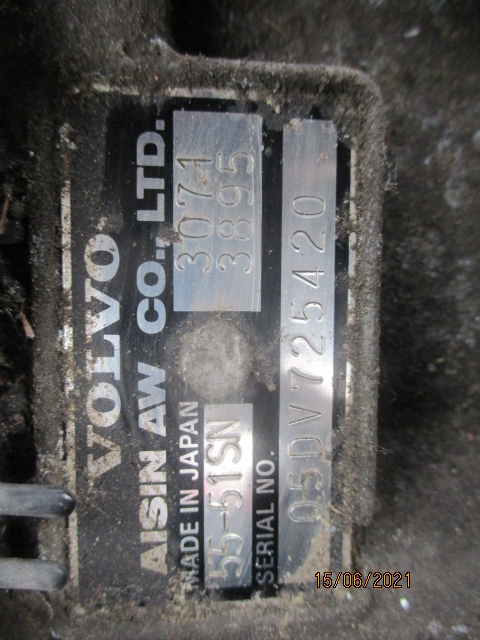 VOLVO
AISIN AW CO., LTD.
MADE IN JAPAN
3071
3895
55-51SN
SERIAL NO.
05DV725420
15/06/2021